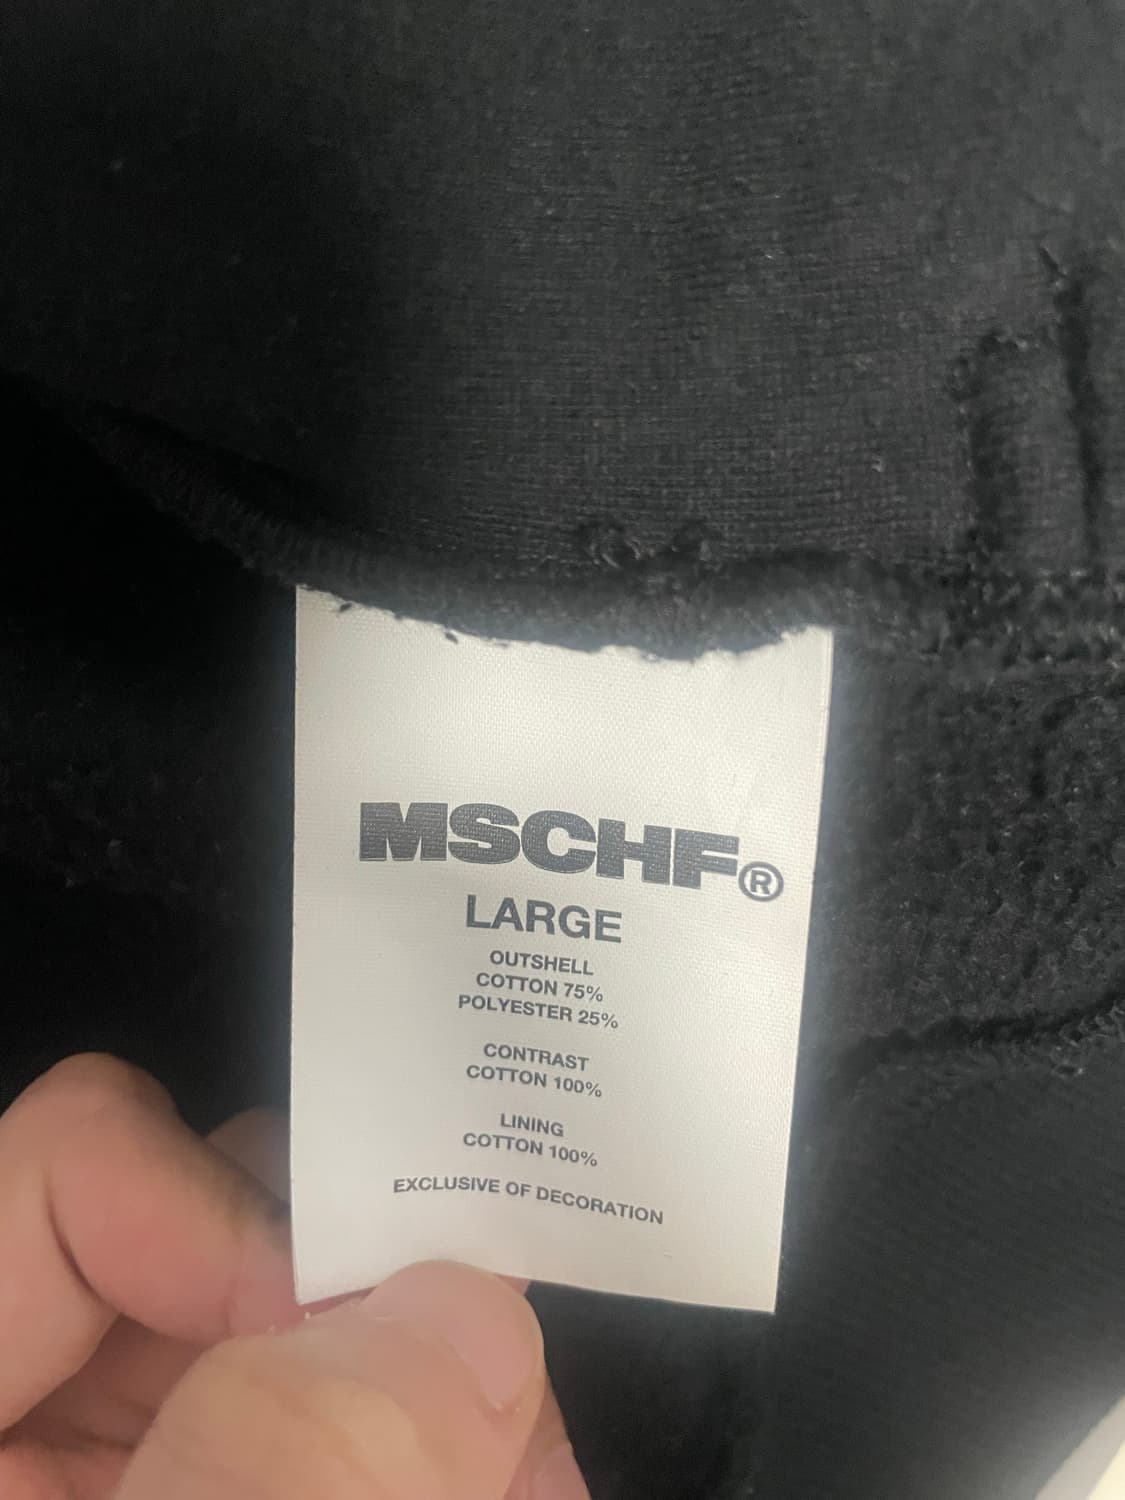 MSCHF®
LARGE
OUTSHELL
COTTON 75%
POLYESTER 25%
CONTRAST
COTTON 100%
LINING
COTTON 100%
EXCLUSIVE OF DECORATION